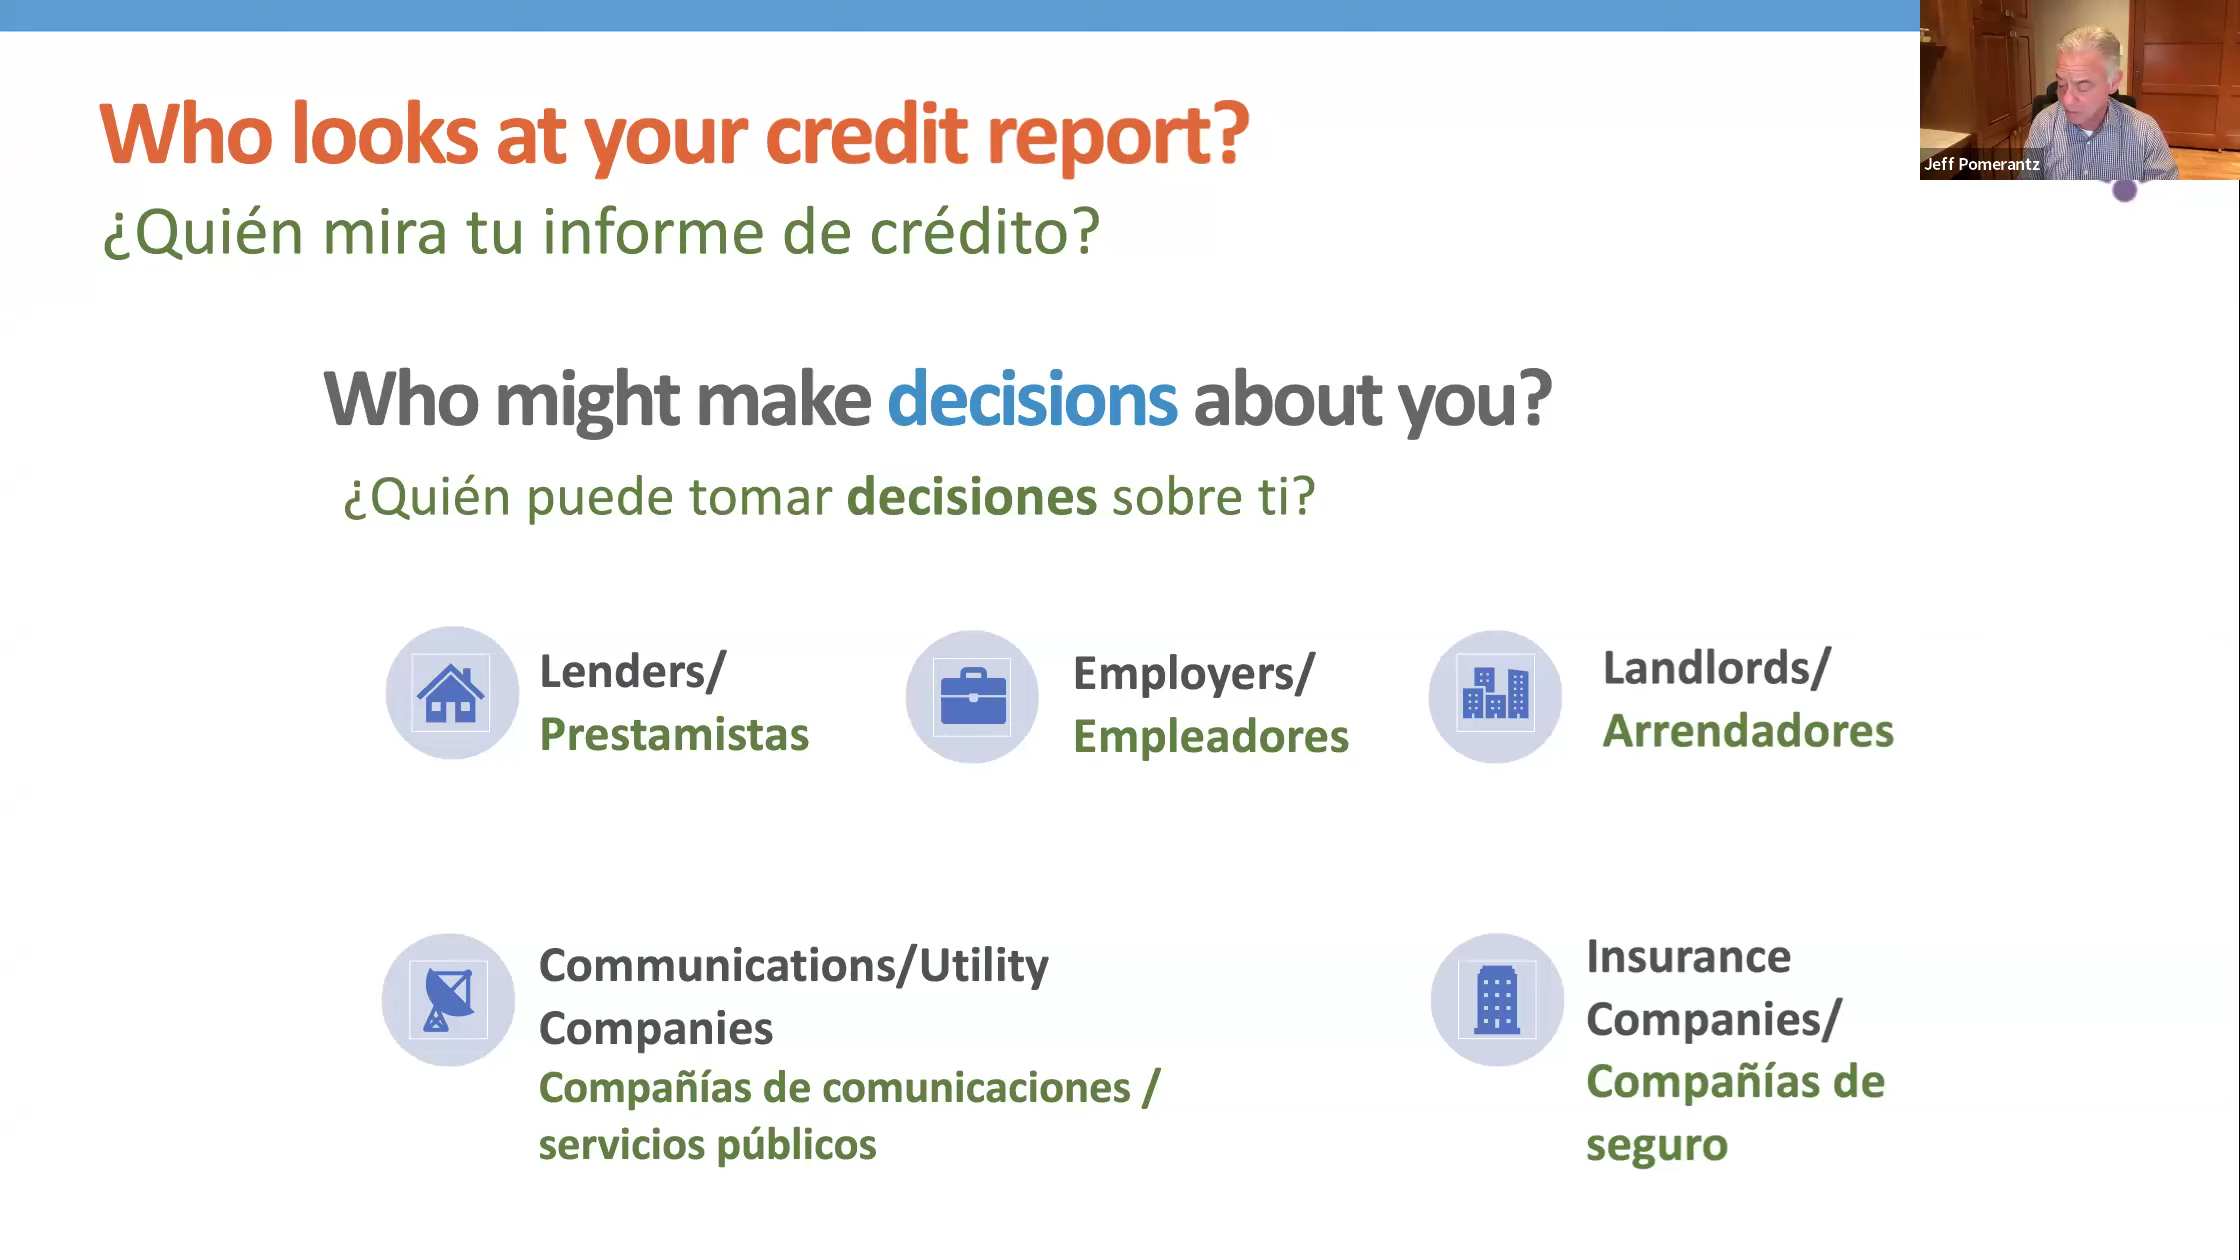 Who looks at your credit report?
Jeff Pomerantz
¿Quién mira tu informe de crédito?
Who might make decisions about you?
¿Quién puede tomar decisiones sobre ti?
Lenders/
Prestamistas
Employers/
Empleadores
Landlords/
Arrendadores
Communications/Utility
Companies
Compañías de comunicaciones /
servicios públicos
Insurance
Companies/
Compañías de
seguro